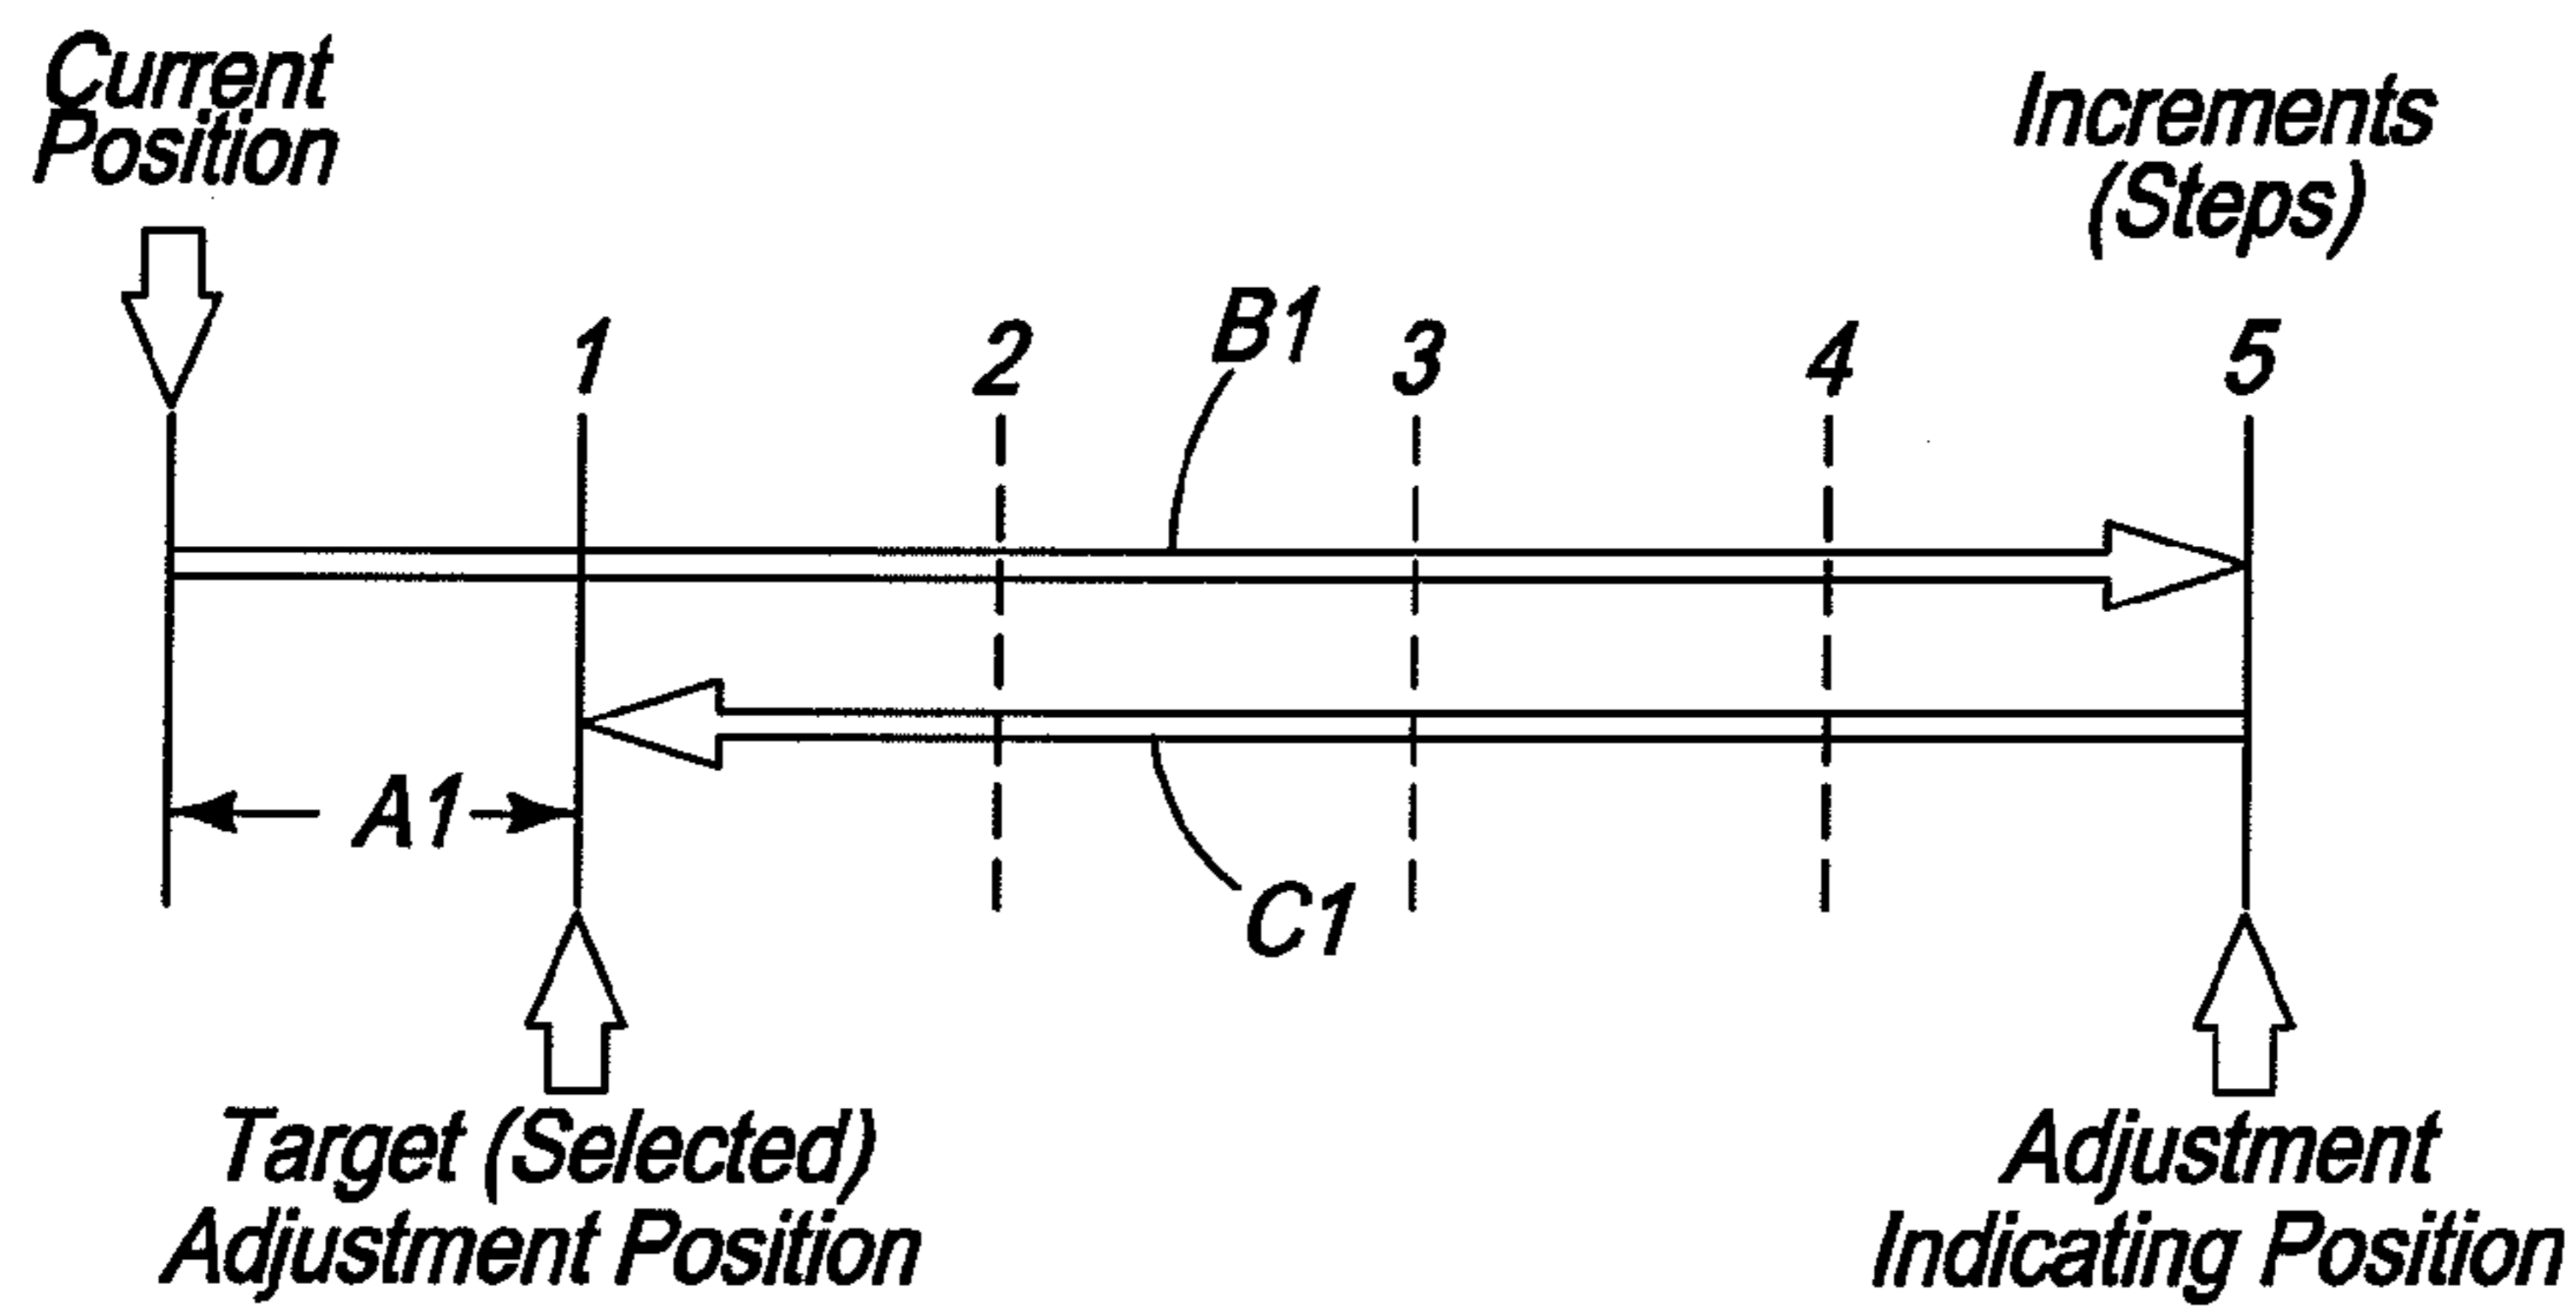 Current
Position
Increments
(Steps)
1
2
B1
3
4
5
A1
C1
Target (Selected)
Adjustment Position
Adjustment
Indicating Position